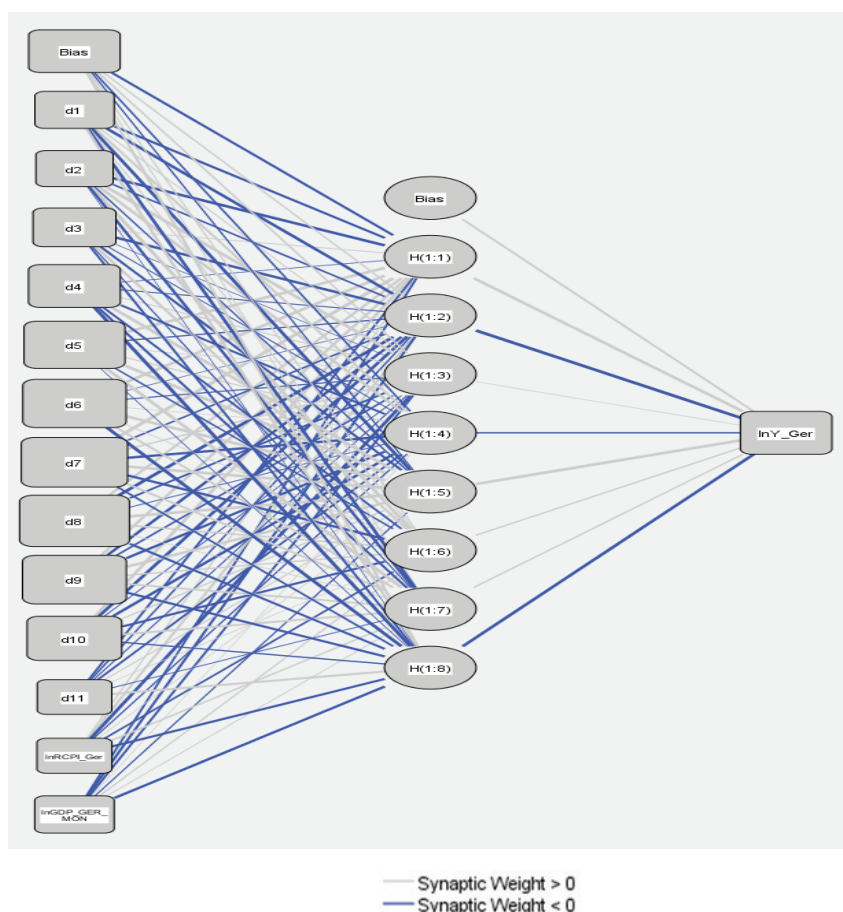 Bias
d1
d2
d3
d4
d5
d6
d7
d8
d9
d10
d11
lnRCPI_Ger
lnGDP_GER_
MON
Bias
H(1:1)
H(1:2)
H(1:3)
H(1:4)
H(1:5)
H(1:6)
H(1:7)
H(1:8)
lnY_Ger
Synaptic Weight > 0
Synaptic Weight < 0